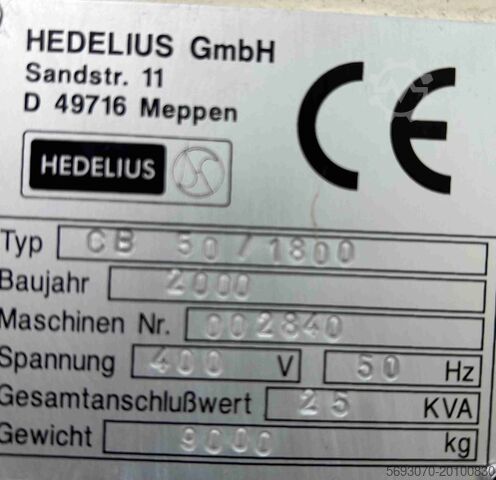 HEDELIUS GmbH
Sandstr. 11
D 49716 Meppen
CE
HEDELIUS
Typ CB 50/1800
Baujahr 2000
Maschinen Nr. 002840
Spannung 400 V 50 Hz
Gesamtanschlußwert 25 KVA
Gewicht 9000 kg
5693070-20100830